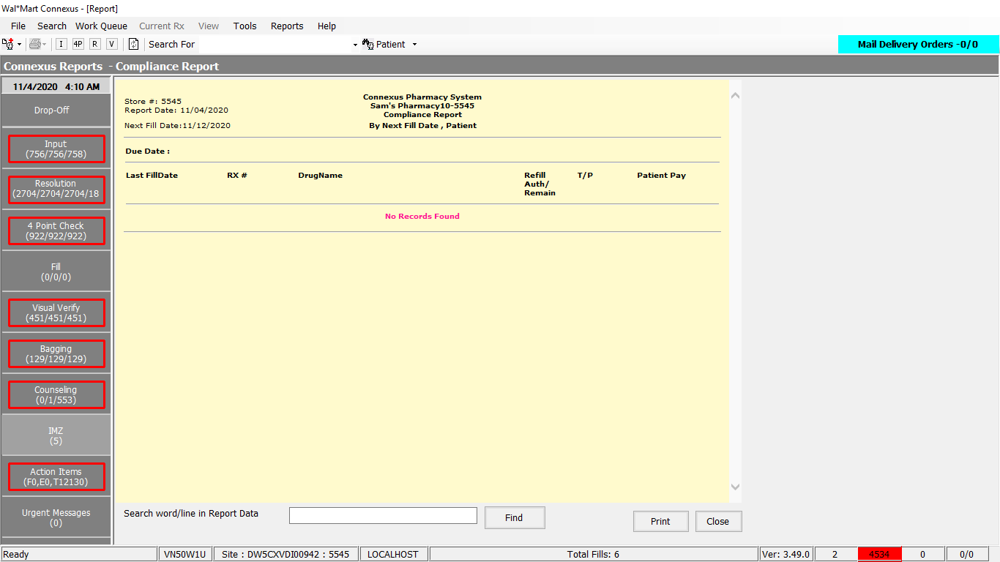 Wal*Mart Connexus - [Report]
File Search Work Queue Current Rx View Tools Reports Help
I 4P R V Search For Patient Mail Delivery Orders -0/0
Connexus Reports - Compliance Report
11/4/2020 4:10 AM
Drop-Off
Input
(756/756/758)
Resolution
(2704/2704/2704/18
4 Point Check
(922/922/922)
Fill
(0/0/0)
Visual Verify
(451/451/451)
Bagging
(129/129/129)
Counseling
(0/1/553)
IMZ
(5)
Action Items
(F0,E0,T12130)
Urgent Messages
(0)
Store #: 5545
Report Date: 11/04/2020
Next Fill Date:11/12/2020
Connexus Pharmacy System
Sam's Pharmacy10-5545
Compliance Report
By Next Fill Date , Patient
Due Date :
Last FillDate RX # DrugName Refill Auth/ Remain T/P Patient Pay
No Records Found
Search word/line in Report Data Find Print Close
Ready VN50W1U Site : DW5CXVDI00942 : 5545 LOCALHOST Total Fills: 6 Ver: 3.49.0 2 4534 0 0/0